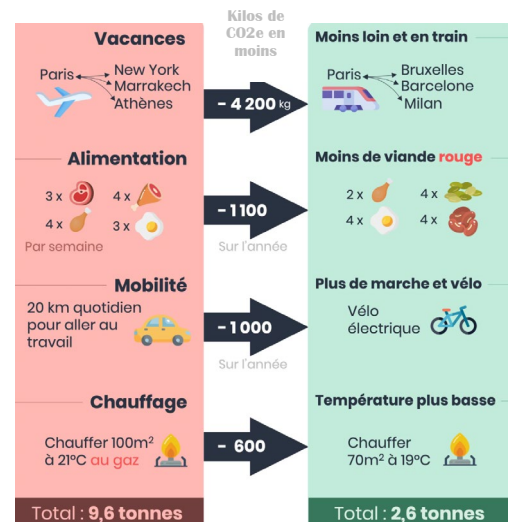 Kilos de
CO2e en
moins
Vacances
Paris
New York
Marrakech
Athènes
- 4 200 kg
Moins loin et en train
Paris
Bruxelles
Barcelone
Milan
Alimentation
3 x
4 x
4 x
3 x
Par semaine
- 1 100
Sur l'année
Moins de viande rouge
2 x
4 x
4 x
4 x
Mobilité
20 km quotidien
pour aller au
travail
- 1 000
Sur l'année
Plus de marche et vélo
Vélo
électrique
Chauffage
Chauffer 100m²
à 21°C au gaz
- 600
Température plus basse
Chauffer
70m² à 19°C
Total : 9,6 tonnes
Total : 2,6 tonnes